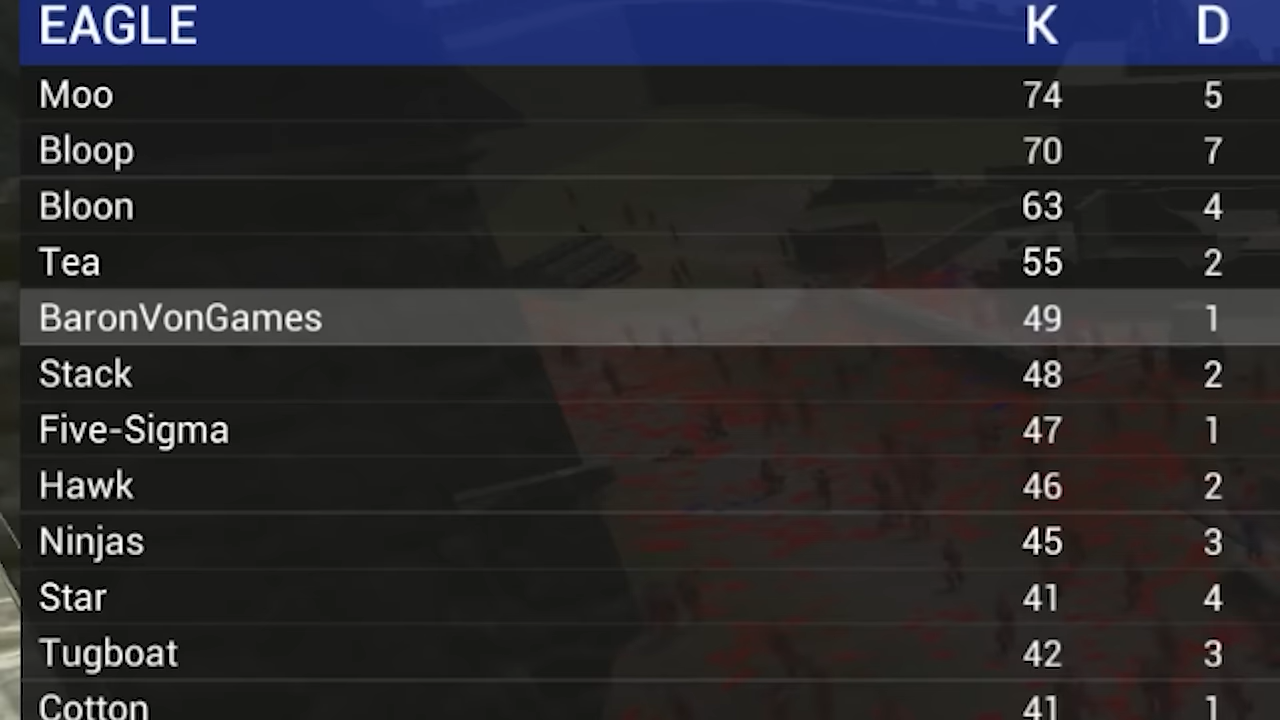 EAGLE K D
Moo 74 5
Bloop 70 7
Bloon 63 4
Tea 55 2
BaronVonGames 49 1
Stack 48 2
Five-Sigma 47 1
Hawk 46 2
Ninjas 45 3
Star 41 4
Tugboat 42 3
Cotton 41 1